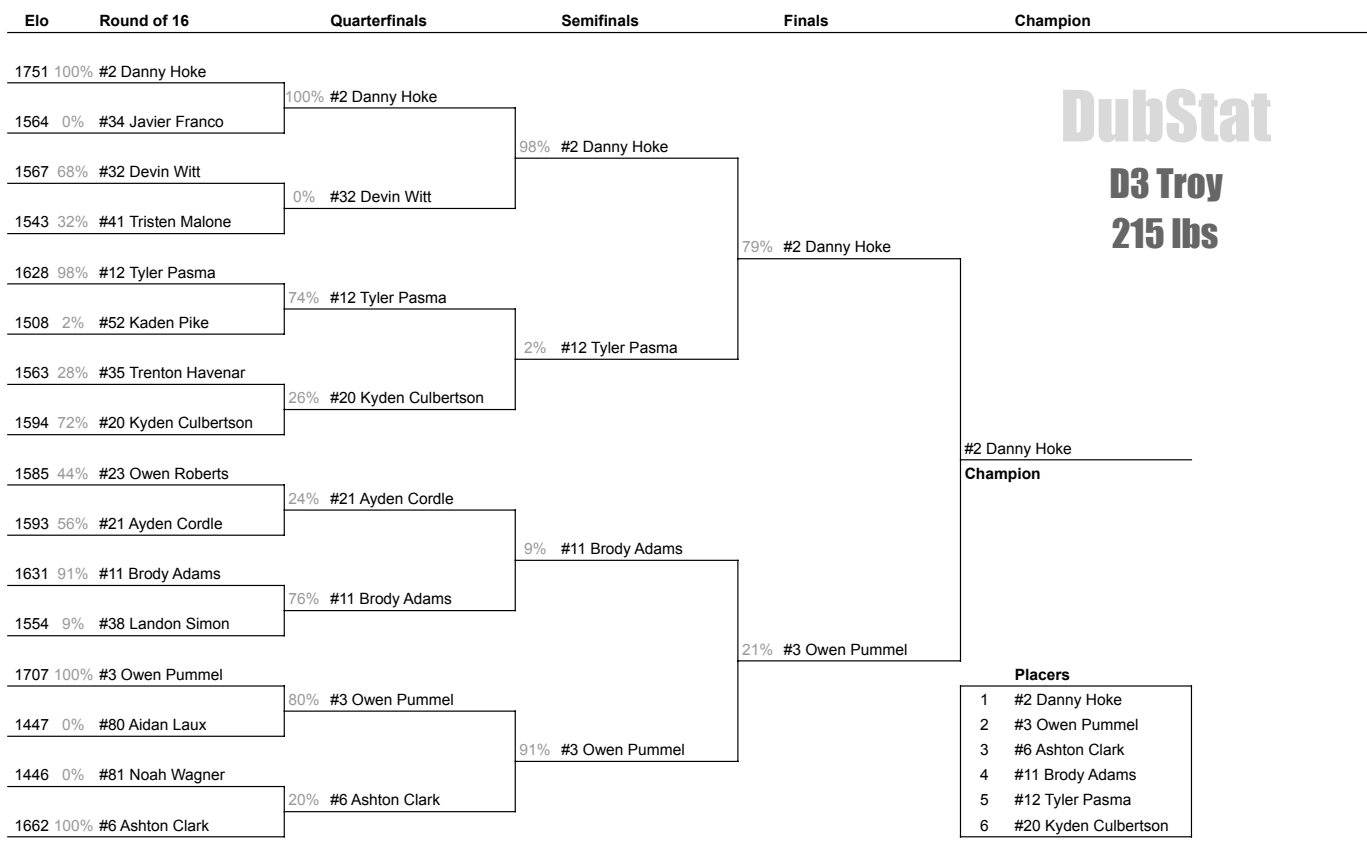 Elo Round of 16 Quarterfinals Semifinals Finals Champion
1751 100% #2 Danny Hoke
100% #2 Danny Hoke
1564 0% #34 Javier Franco
98% #2 Danny Hoke
1567 68% #32 Devin Witt
0% #32 Devin Witt
1543 32% #41 Tristen Malone
79% #2 Danny Hoke
1628 98% #12 Tyler Pasma
74% #12 Tyler Pasma
1508 2% #52 Kaden Pike
2% #12 Tyler Pasma
1563 28% #35 Trenton Havenar
26% #20 Kyden Culbertson
1594 72% #20 Kyden Culbertson
#2 Danny Hoke
Champion
1585 44% #23 Owen Roberts
24% #21 Ayden Cordle
1593 56% #21 Ayden Cordle
9% #11 Brody Adams
1631 91% #11 Brody Adams
76% #11 Brody Adams
1554 9% #38 Landon Simon
21% #3 Owen Pummel
1707 100% #3 Owen Pummel
80% #3 Owen Pummel
1447 0% #80 Aidan Laux
91% #3 Owen Pummel
1446 0% #81 Noah Wagner
20% #6 Ashton Clark
1662 100% #6 Ashton Clark
DubStat
D3 Troy
215 lbs
Placers
1 #2 Danny Hoke
2 #3 Owen Pummel
3 #6 Ashton Clark
4 #11 Brody Adams
5 #12 Tyler Pasma
6 #20 Kyden Culbertson